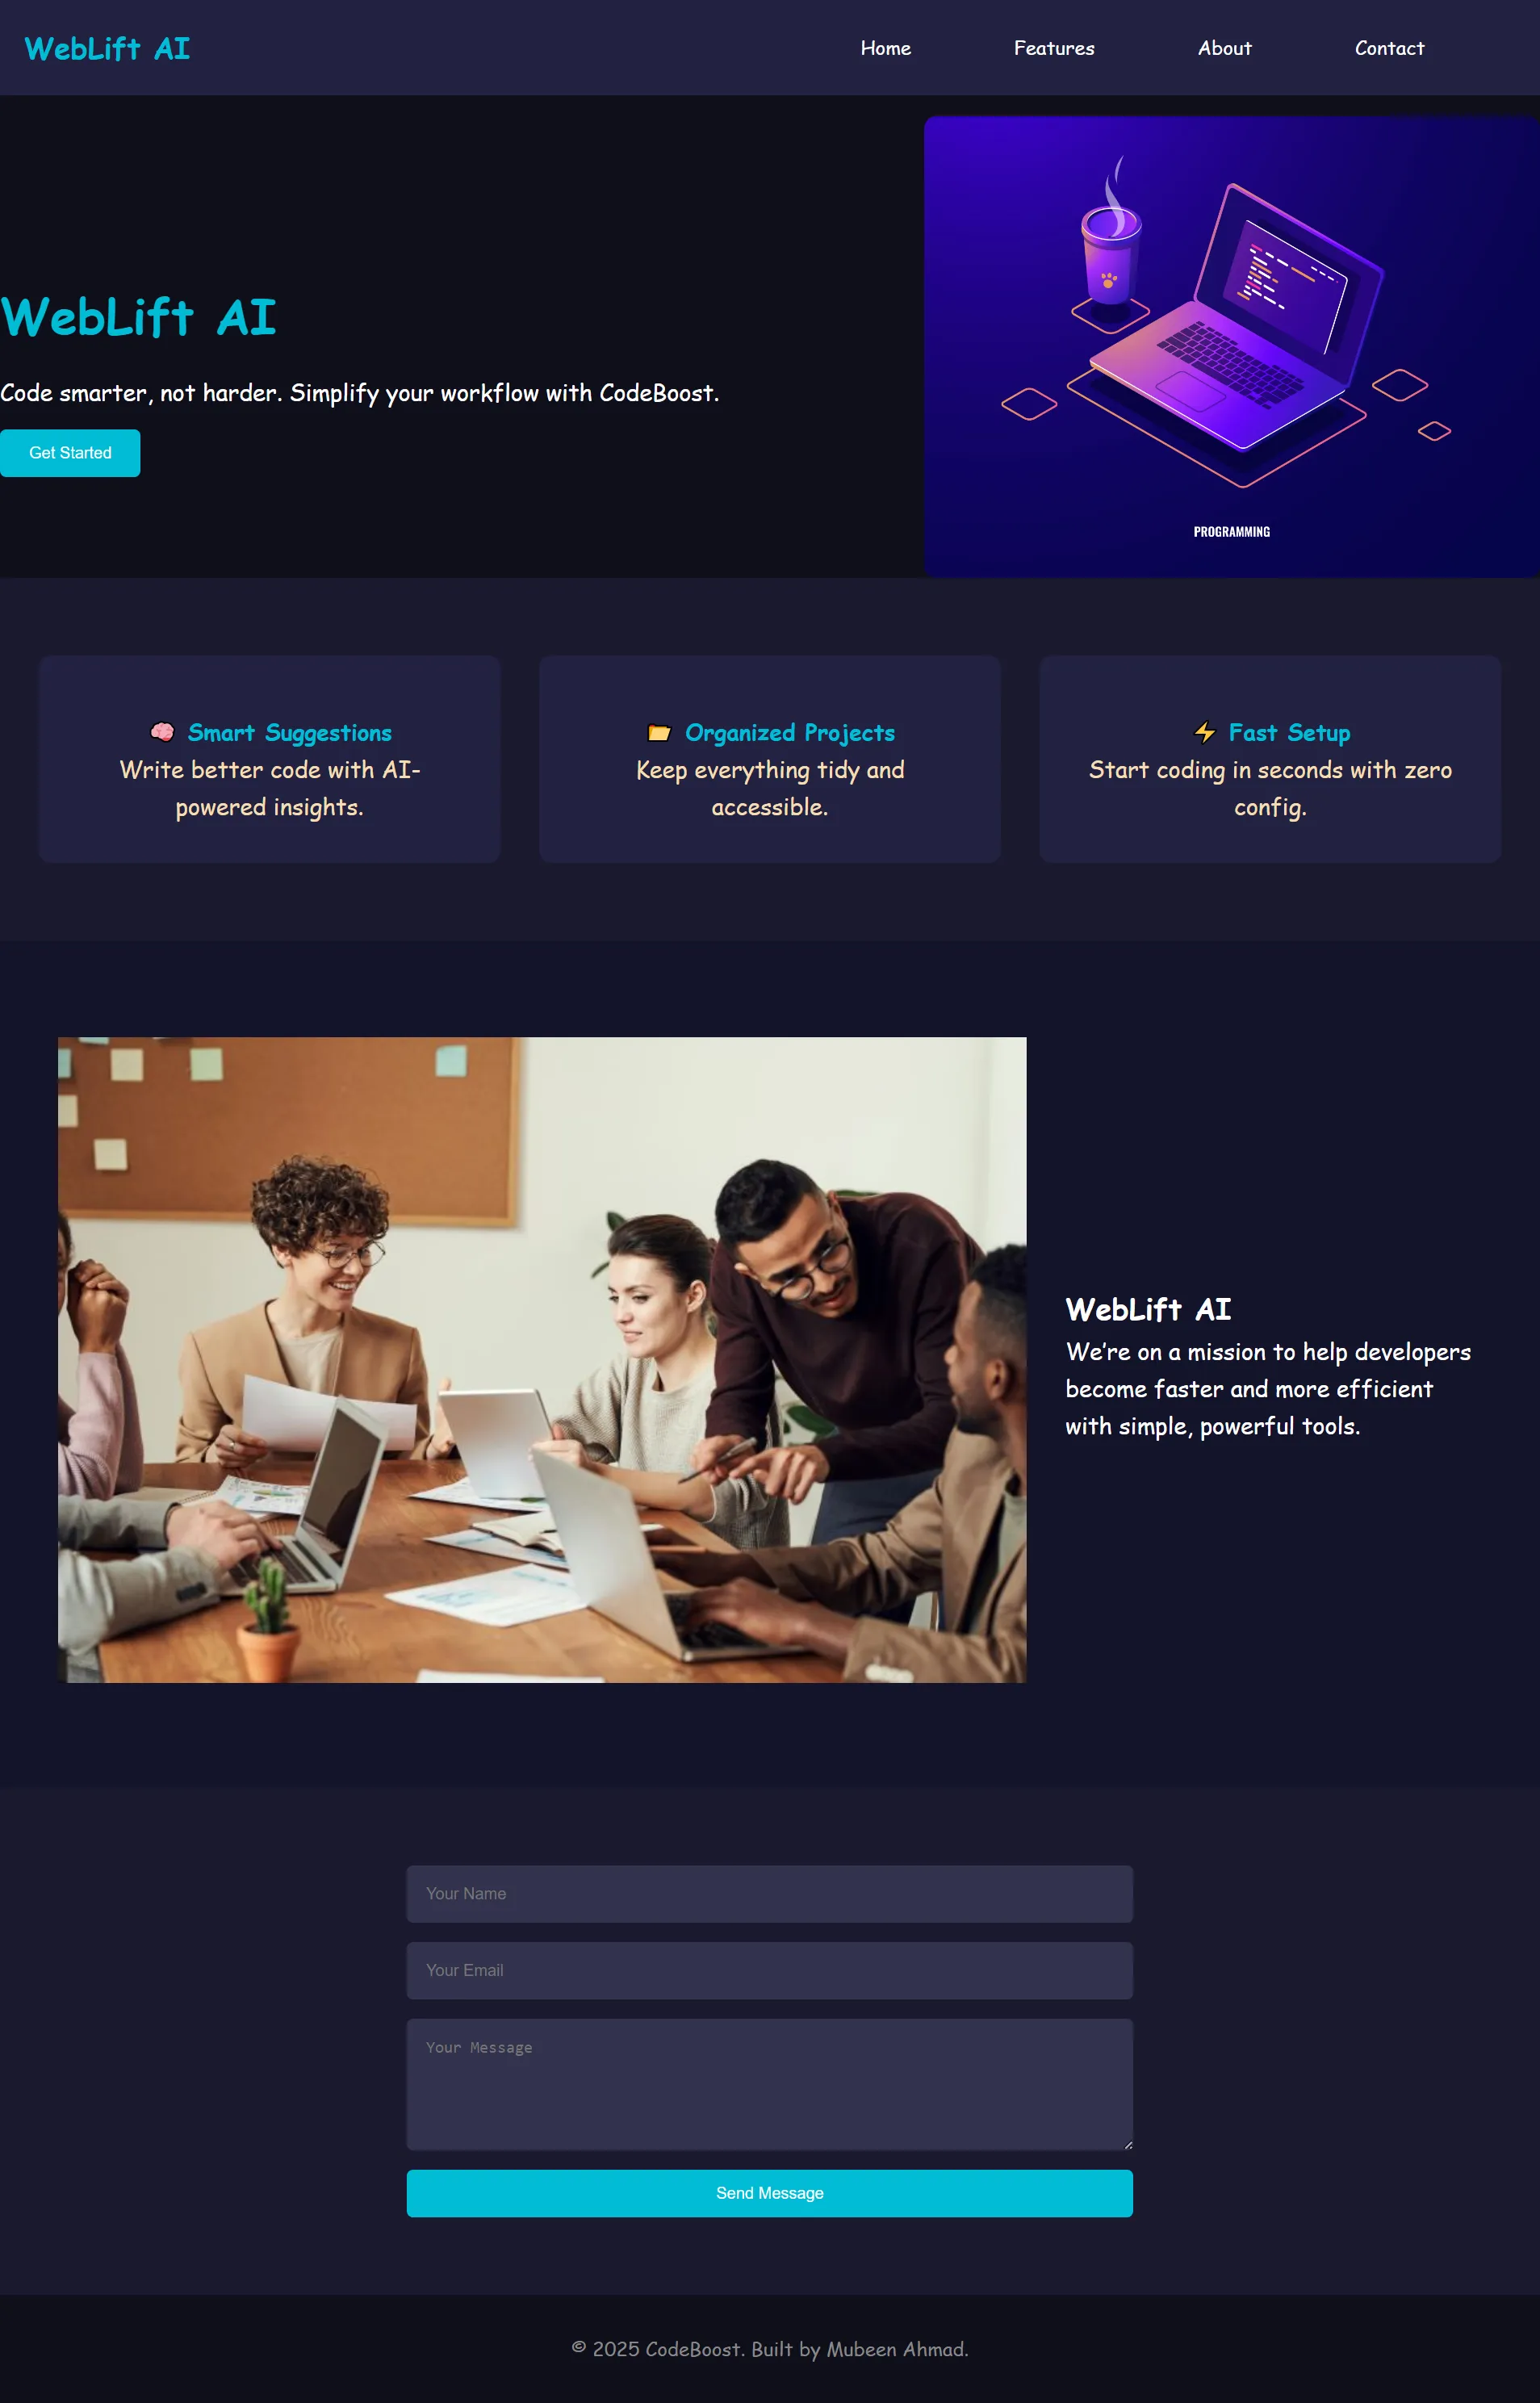 WebLift AI
Home Features About Contact
WebLift AI
Code smarter, not harder. Simplify your workflow with CodeBoost.
Get Started
PROGRAMMING
🧠 Smart Suggestions
Write better code with AI-
powered insights.
📂 Organized Projects
Keep everything tidy and
accessible.
⚡ Fast Setup
Start coding in seconds with zero
config.
WebLift AI
We're on a mission to help developers
become faster and more efficient
with simple, powerful tools.
Your Name
Your Email
Your Message
Send Message
© 2025 CodeBoost. Built by Mubeen Ahmad.